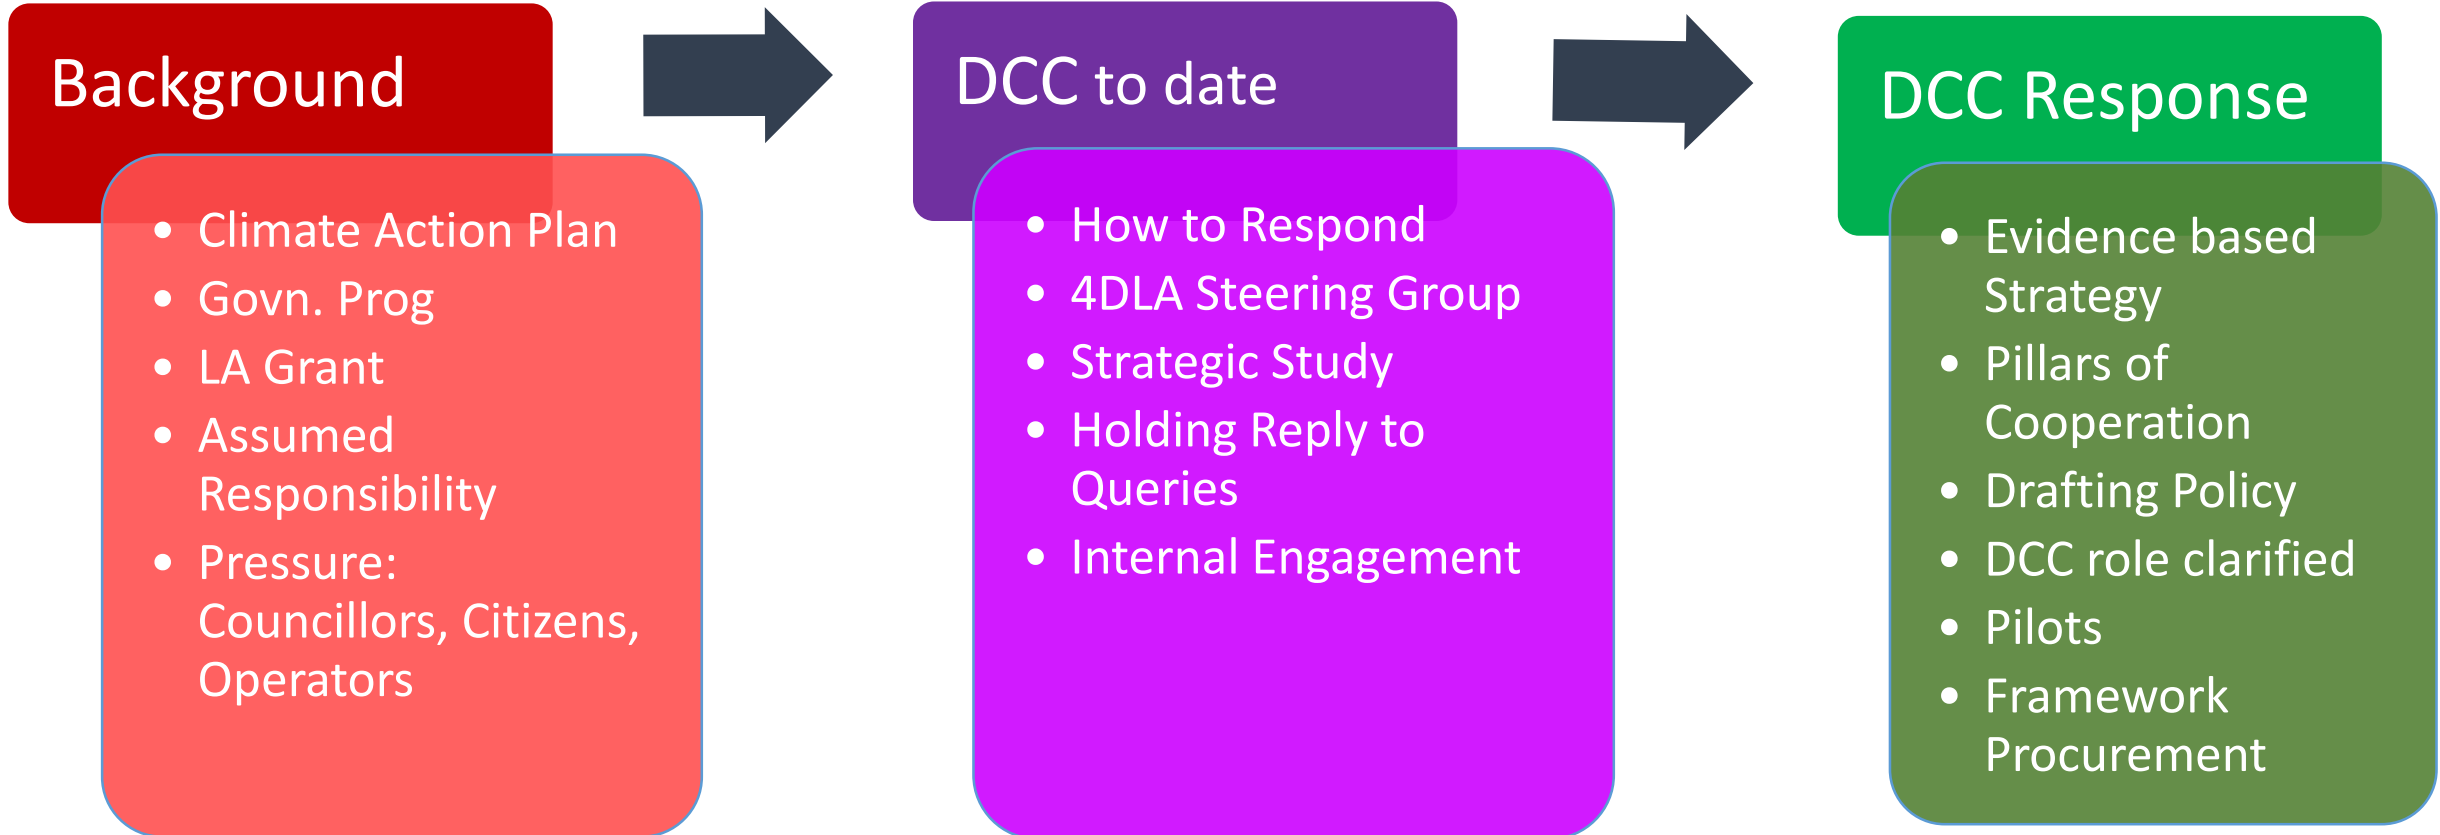 Background
• Climate Action Plan
• Govn. Prog
• LA Grant
• Assumed
Responsibility
• Pressure:
Councillors, Citizens,
Operators
DCC to date
• How to Respond
• 4DLA Steering Group
• Strategic Study
• Holding Reply to
Queries
• Internal Engagement
DCC Response
• Evidence based
Strategy
• Pillars of
Cooperation
• Drafting Policy
• DCC role clarified
• Pilots
• Framework
Procurement